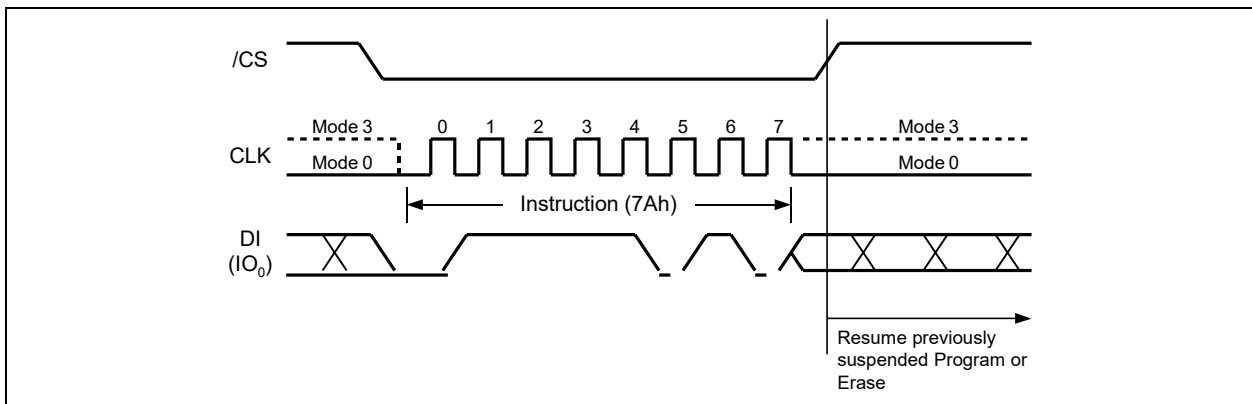 /CS
Mode 3 0 1 2 3 4 5 6 7 Mode 3
CLK
Mode 0 Mode 0
Instruction (7Ah)
DI
(IO₀)
Resume previously
suspended Program or
Erase